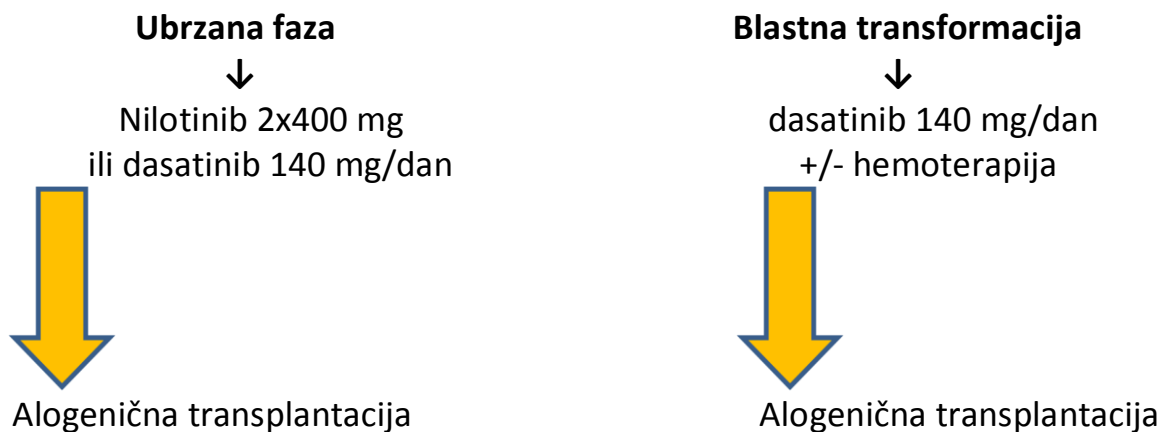 Ubrzana faza
↓
Nilotinib 2x400 mg
ili dasatinib 140 mg/dan
Alogenična transplantacija
Blastna transformacija
↓
dasatinib 140 mg/dan
+/- hemoterapija
Alogenična transplantacija